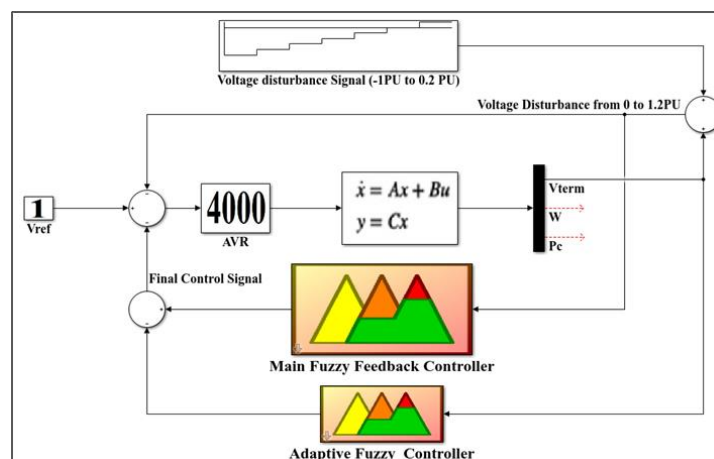 Voltage disturbance Signal (-1PU to 0.2 PU)
Voltage Disturbance from 0 to 1.2PU
1
Vref
4000
AVR
ẋ = Ax + Bu
y = Cx
Vterm
W
Pc
Final Control Signal
Main Fuzzy Feedback Controller
Adaptive Fuzzy Controller